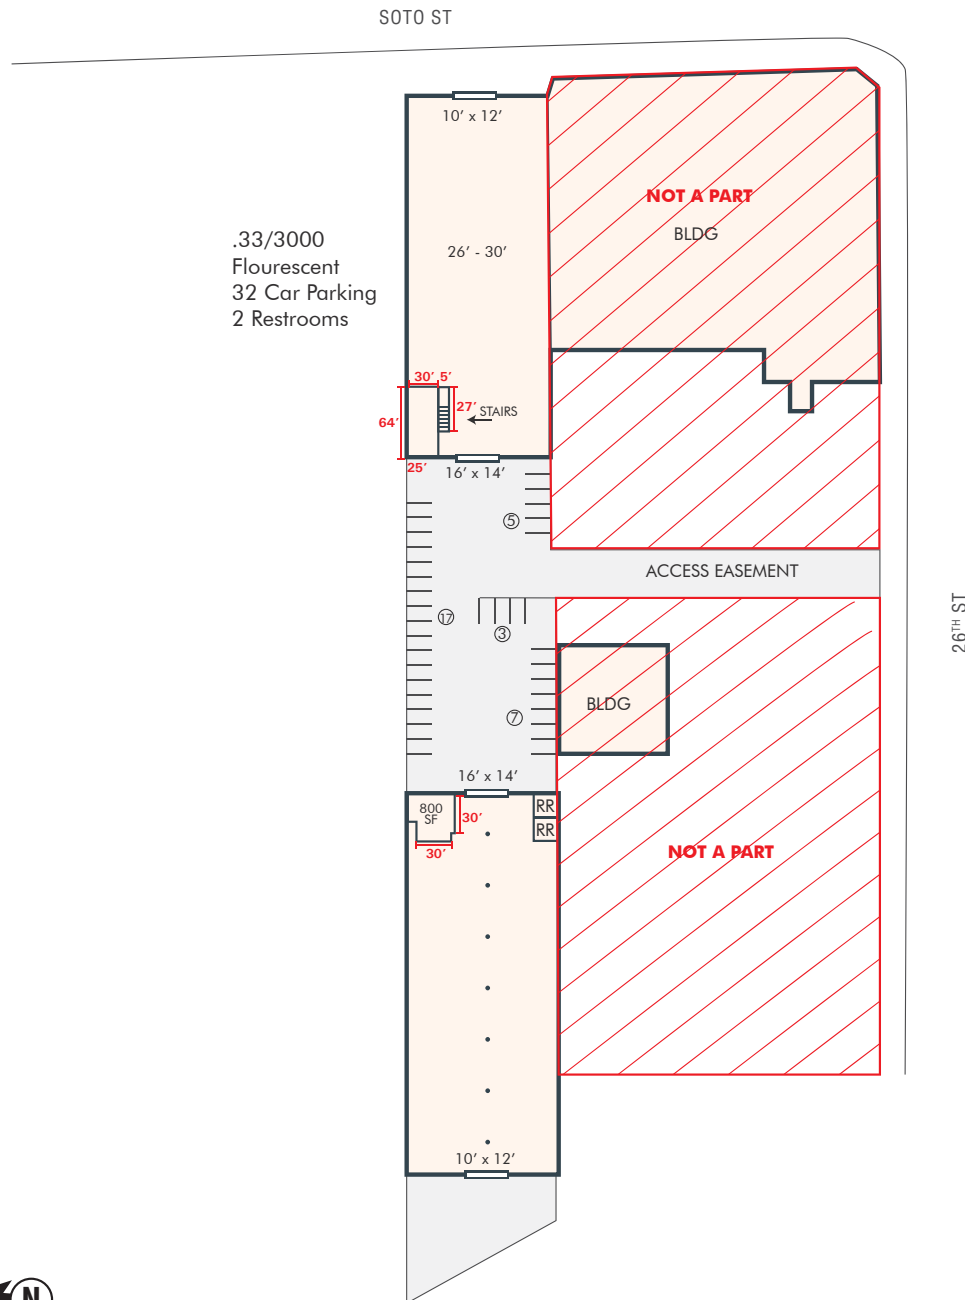 SOTO ST
10' x 12'
NOT A PART
BLDG
.33/3000
Flourescent
32 Car Parking
2 Restrooms
26' - 30'
30' 5'
27'
STAIRS
64'
25'
16' x 14'
5
ACCESS EASEMENT
26TH ST
17
3
BLDG
7
16' x 14'
800
SF
30'
RR
RR
30'
NOT A PART
10' x 12'
N